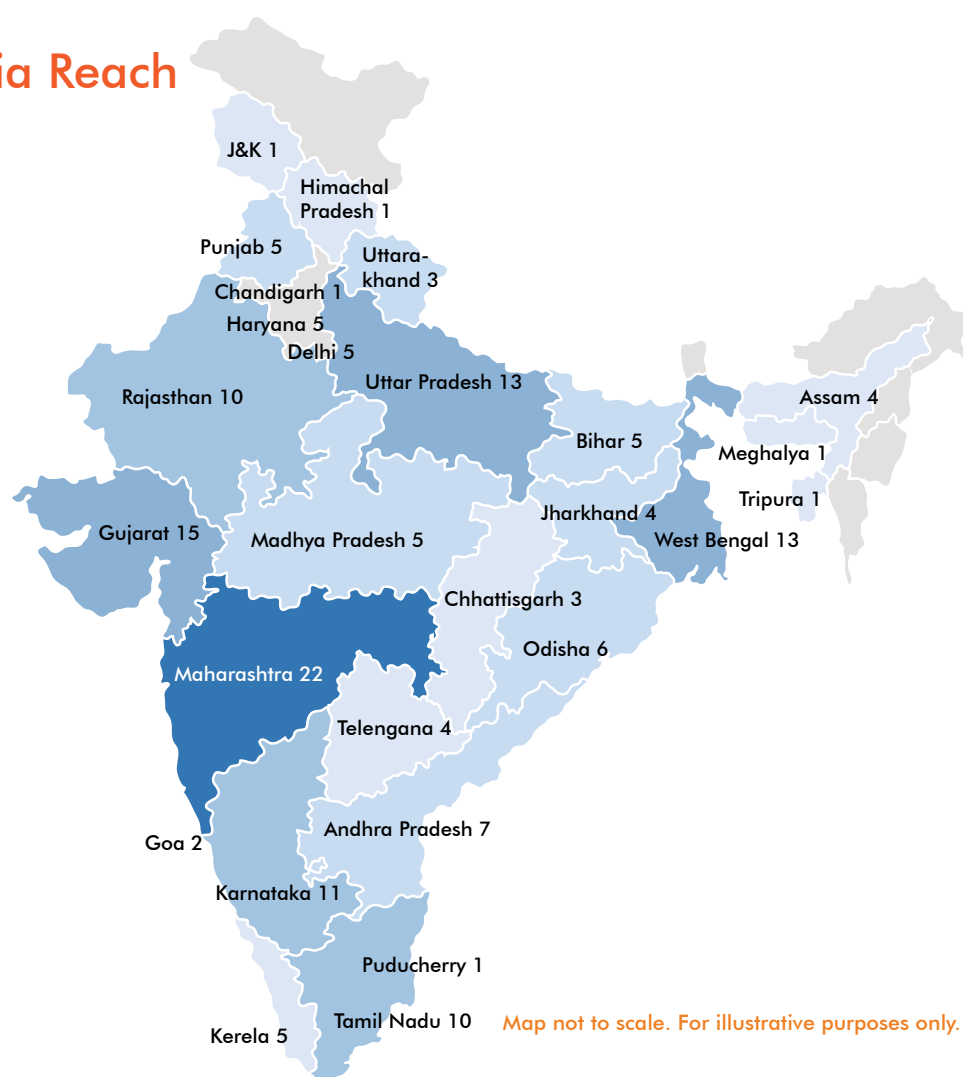 ia Reach
J&K 1
Himachal
Pradesh 1
Punjab 5
Uttara-
khand 3
Chandigarh 1
Haryana 5
Delhi 5
Uttar Pradesh 13
Rajasthan 10
Assam 4
Bihar 5
Meghalya 1
Tripura 1
Jharkhand 4
Gujarat 15
Madhya Pradesh 5
West Bengal 13
Chhattisgarh 3
Odisha 6
Maharashtra 22
Telengana 4
Andhra Pradesh 7
Goa 2
Karnataka 11
Puducherry 1
Tamil Nadu 10
Map not to scale. For illustrative purposes only.
Kerela 5